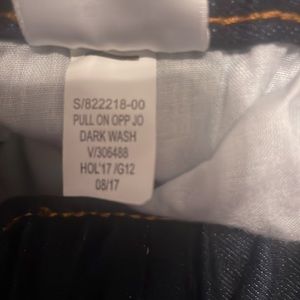 S/822218-00
PULL ON OPP JO
DARK WASH
V/306488
HOL'17 /G12
08/17